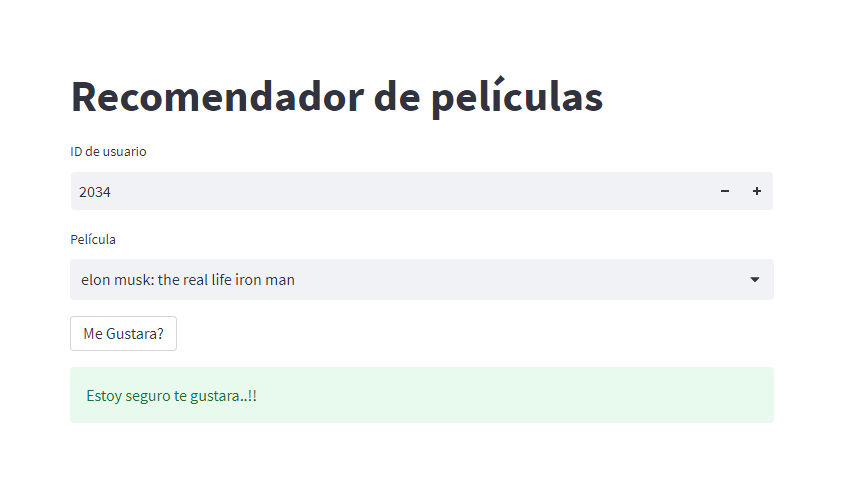 Recomendador de películas
ID de usuario
2034
Película
elon musk: the real life iron man
Me Gustara?
Estoy seguro te gustara..!!